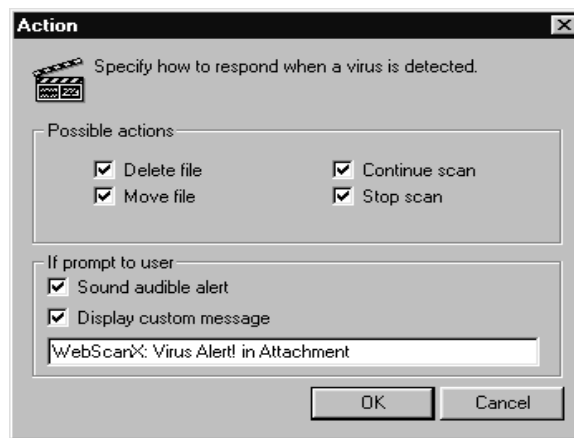 Action
Specify how to respond when a virus is detected.
Possible actions
Delete file
Continue scan
Move file
Stop scan
If prompt to user
Sound audible alert
Display custom message
WebScanX: Virus Alert! in Attachment
OK
Cancel